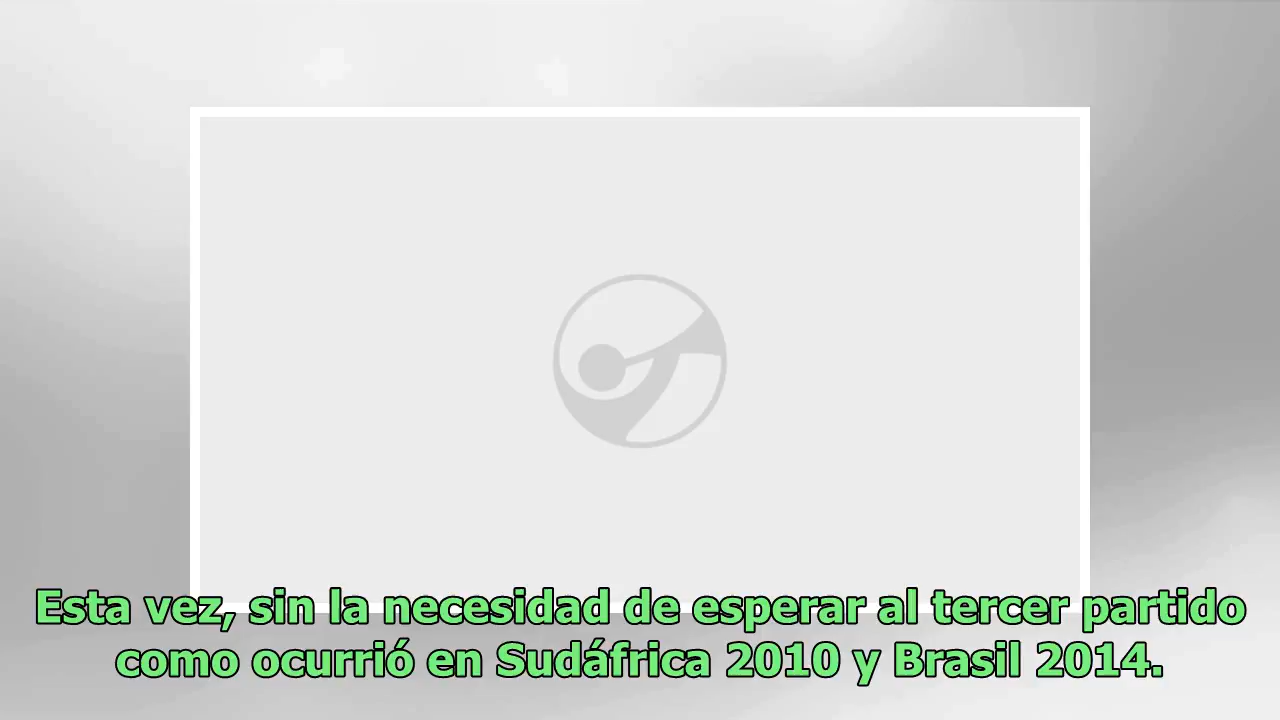 Esta vez, sin la necesidad de esperar al tercer partido
como ocurrió en Sudáfrica 2010 y Brasil 2014.